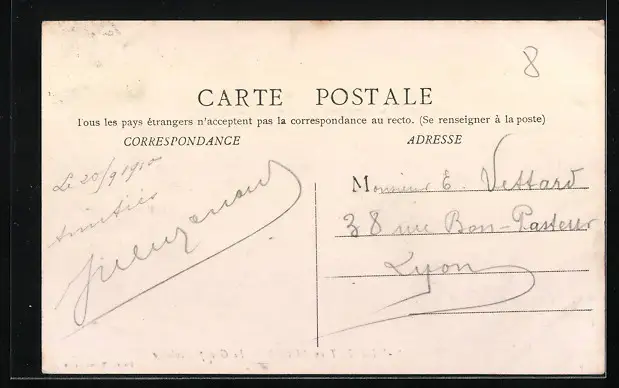 8
CARTE POSTALE
Tous les pays étrangers n'acceptent pas la correspondance au recto. (Se renseigner à la poste)
CORRESPONDANCE
ADRESSE
Le 20/9 1910
Amitiés
Monsieur E. Vettard
38 rue Bon-Pasteur
Lyon